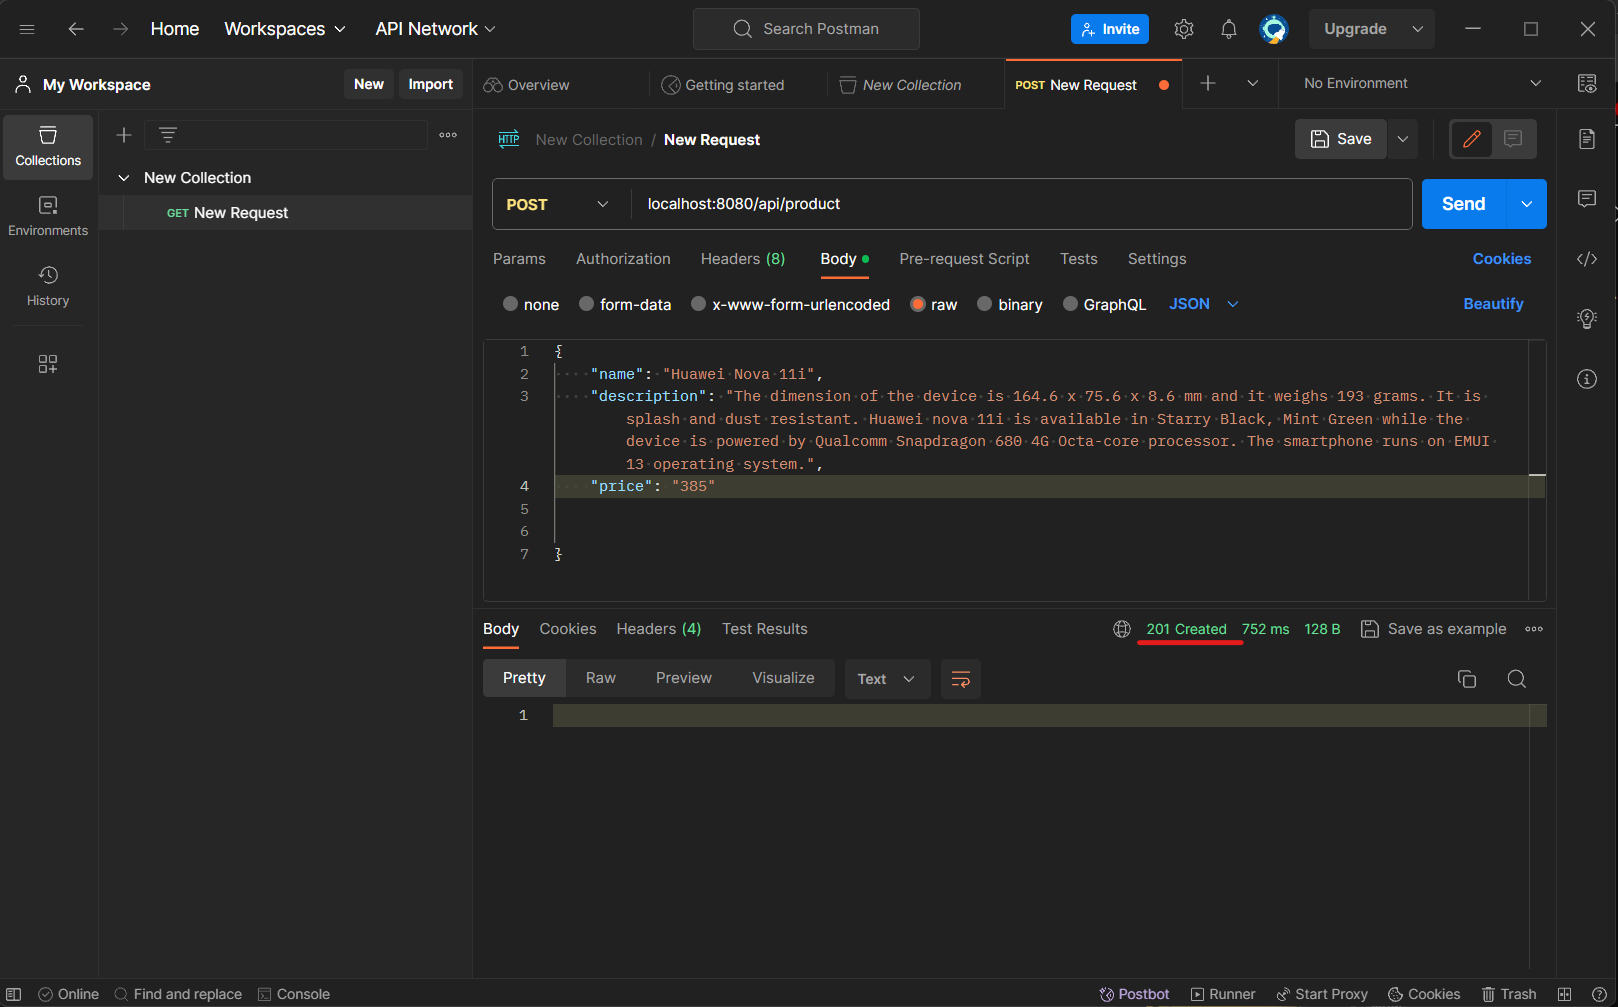 Home Workspaces API Network Search Postman Invite Upgrade
My Workspace New Import Overview Getting started New Collection POST New Request No Environment
Collections
Environments
History
New Collection
GET New Request
HTTP New Collection / New Request Save
POST localhost:8080/api/product Send
Params Authorization Headers (8) Body Pre-request Script Tests Settings Cookies
none form-data x-www-form-urlencoded raw binary GraphQL JSON Beautify
1 {
2 "name": "Huawei Nova 11i",
3 "description": "The dimension of the device is 164.6 x 75.6 x 8.6 mm and it weighs 193 grams. It is
splash and dust resistant. Huawei nova 11i is available in Starry Black, Mint Green while the
device is powered by Qualcomm Snapdragon 680 4G Octa-core processor. The smartphone runs on EMUI
13 operating system.",
4 "price": "385"
5
6
7 }
Body Cookies Headers (4) Test Results 201 Created 752 ms 128 B Save as example
Pretty Raw Preview Visualize Text
1
Online Find and replace Console Postbot Runner Start Proxy Cookies Trash